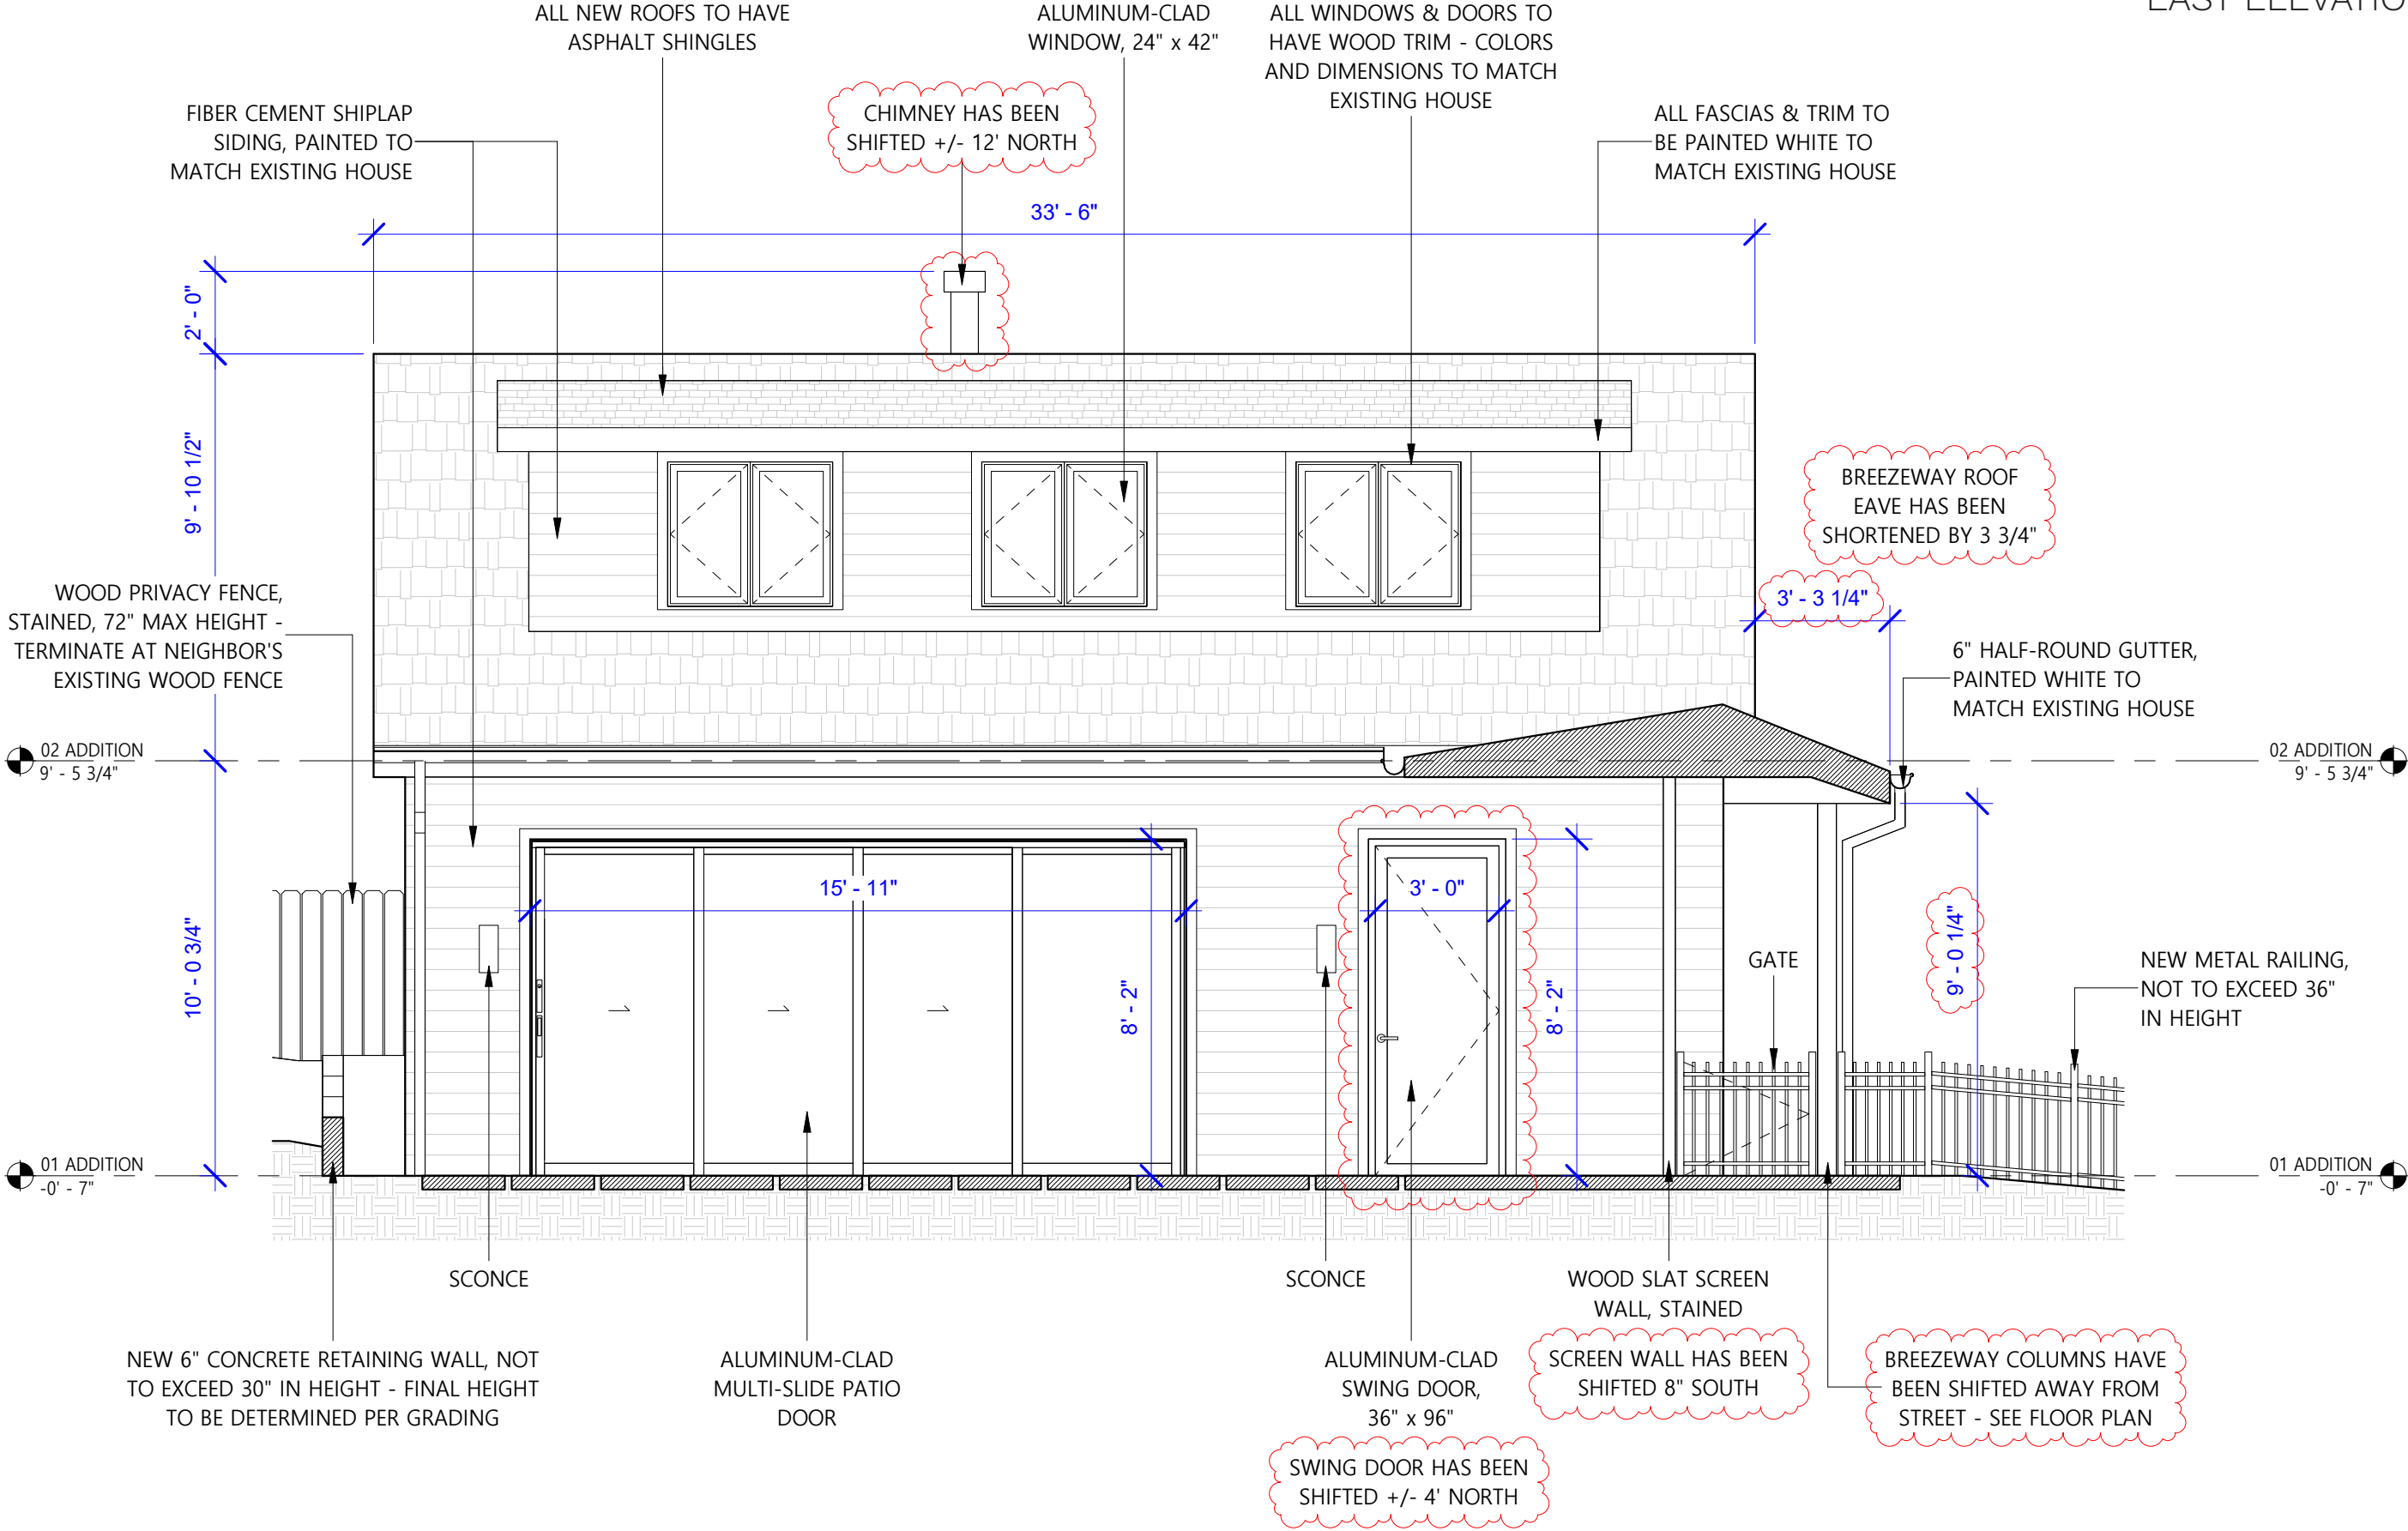 EAST ELEVATIO
ALL NEW ROOFS TO HAVE
ASPHALT SHINGLES
ALUMINUM-CLAD
WINDOW, 24" x 42"
ALL WINDOWS & DOORS TO
HAVE WOOD TRIM - COLORS
AND DIMENSIONS TO MATCH
EXISTING HOUSE
FIBER CEMENT SHIPLAP
SIDING, PAINTED TO
MATCH EXISTING HOUSE
CHIMNEY HAS BEEN
SHIFTED +/- 12' NORTH
ALL FASCIAS & TRIM TO
BE PAINTED WHITE TO
MATCH EXISTING HOUSE
33' - 6"
2' - 0"
9' - 10 1/2"
BREEZEWAY ROOF
EAVE HAS BEEN
SHORTENED BY 3 3/4"
3' - 3 1/4"
WOOD PRIVACY FENCE,
STAINED, 72" MAX HEIGHT -
TERMINATE AT NEIGHBOR'S
EXISTING WOOD FENCE
6" HALF-ROUND GUTTER,
PAINTED WHITE TO
MATCH EXISTING HOUSE
02 ADDITION
9' - 5 3/4"
02 ADDITION
9' - 5 3/4"
10' - 0 3/4"
15' - 11"
8' - 2"
3' - 0"
8' - 2"
GATE
9' - 0 1/4"
NEW METAL RAILING,
NOT TO EXCEED 36"
IN HEIGHT
01 ADDITION
-0' - 7"
01 ADDITION
-0' - 7"
SCONCE
SCONCE
WOOD SLAT SCREEN
WALL, STAINED
SCREEN WALL HAS BEEN
SHIFTED 8" SOUTH
NEW 6" CONCRETE RETAINING WALL, NOT
TO EXCEED 30" IN HEIGHT - FINAL HEIGHT
TO BE DETERMINED PER GRADING
ALUMINUM-CLAD
MULTI-SLIDE PATIO
DOOR
ALUMINUM-CLAD
SWING DOOR,
36" x 96"
SWING DOOR HAS BEEN
SHIFTED +/- 4' NORTH
BREEZEWAY COLUMNS HAVE
BEEN SHIFTED AWAY FROM
STREET - SEE FLOOR PLAN